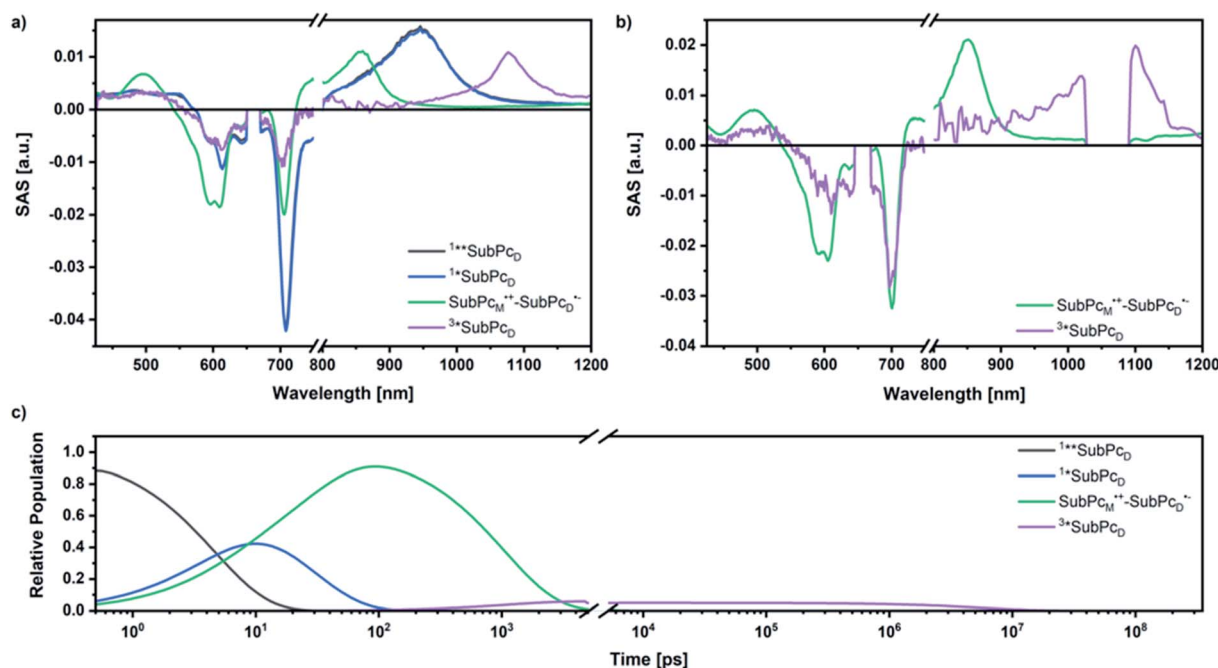 a)
0.01
0.00
-0.01
-0.02
-0.03
-0.04
SAS [a.u.]
500 600 700 800 900 1000 1100 1200
Wavelength [nm]
1**SubPcD
1*SubPcD
SubPcM•+-SubPcD•-
3*SubPcD
b)
0.02
0.01
0.00
-0.01
-0.02
-0.03
-0.04
SAS [a.u.]
500 600 700 800 900 1000 1100 1200
Wavelength [nm]
SubPcM•+-SubPcD•-
3*SubPcD
c)
1.0
0.8
0.6
0.4
0.2
0.0
Relative Population
10⁰ 10¹ 10² 10³ 10⁴ 10⁵ 10⁶ 10⁷ 10⁸
Time [ps]
1**SubPcD
1*SubPcD
SubPcM•+-SubPcD•-
3*SubPcD